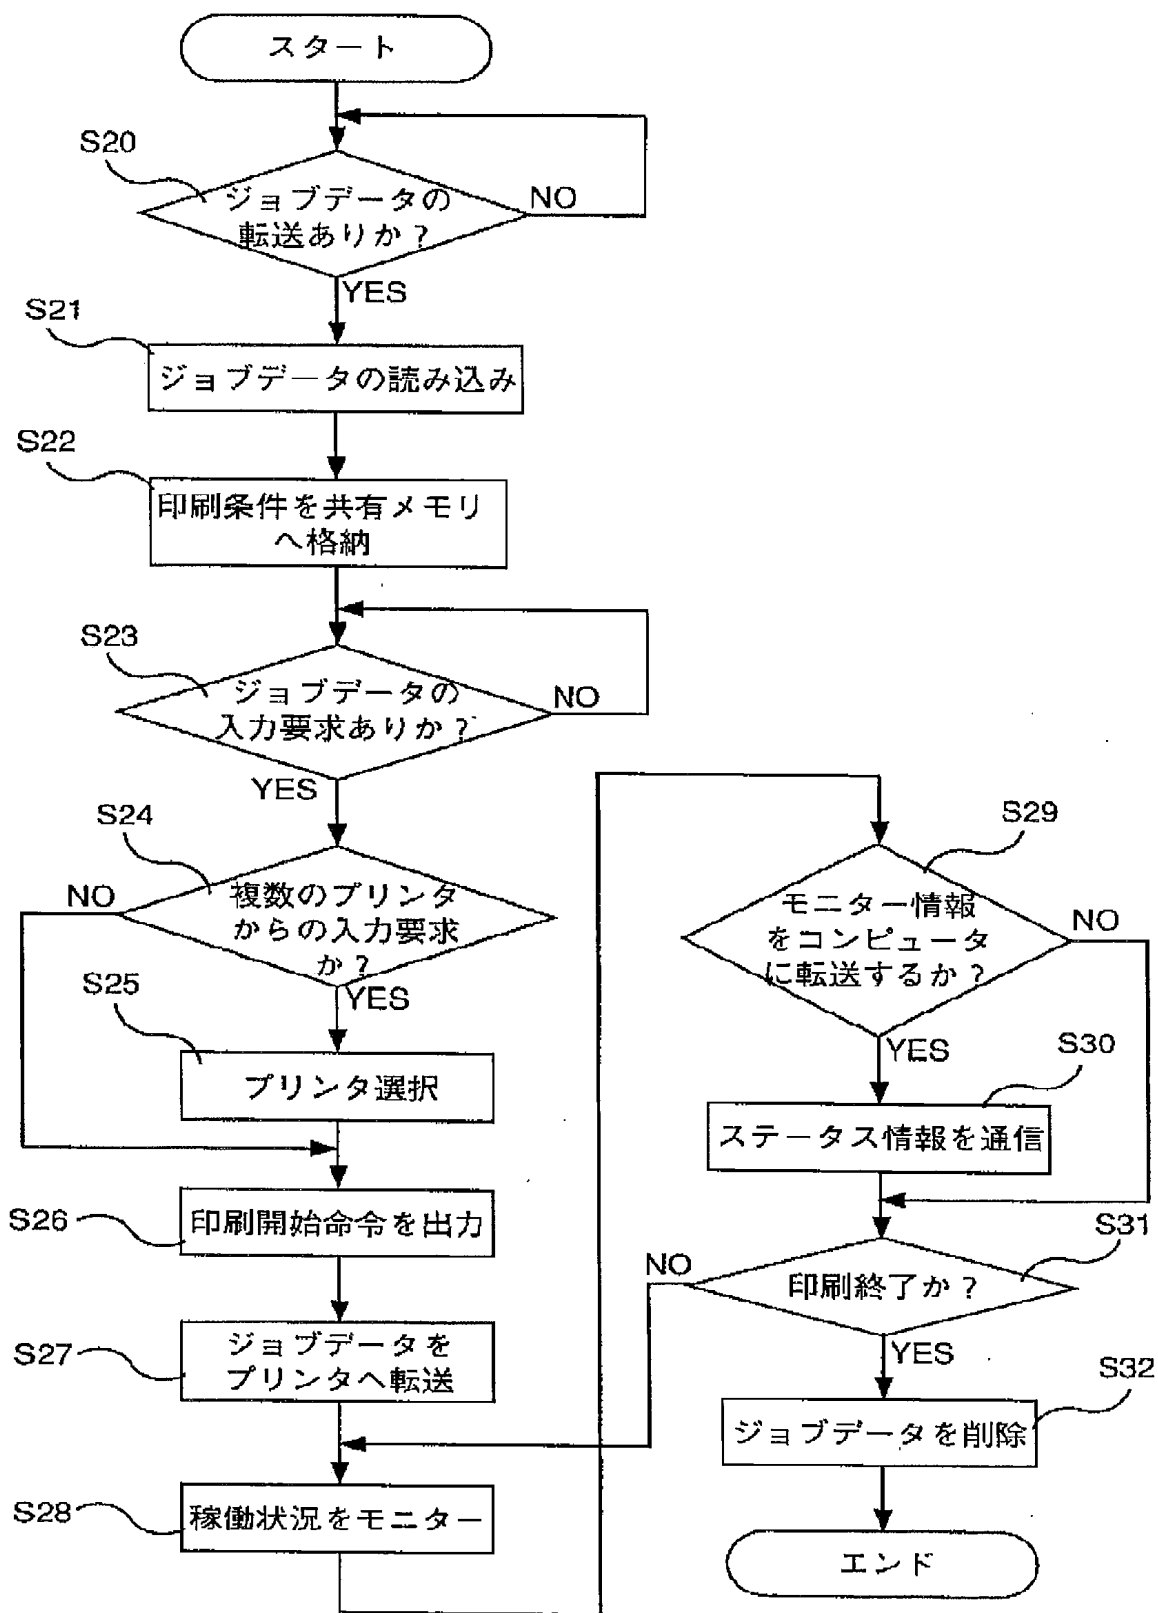 スタート
S20
ジョブデータの
転送ありか？
NO
YES
S21
ジョブデータの読み込み
S22
印刷条件を共有メモリ
へ格納
S23
ジョブデータの
入力要求ありか？
NO
YES
S24
複数のプリンタ
からの入力要求
か？
NO
YES
S25
プリンタ選択
S26
印刷開始命令を出力
S27
ジョブデータを
プリンタへ転送
S28
稼働状況をモニター
S29
モニター情報
をコンピュータ
に転送するか？
NO
YES
S30
ステータス情報を通信
S31
印刷終了か？
NO
YES
S32
ジョブデータを削除
エンド